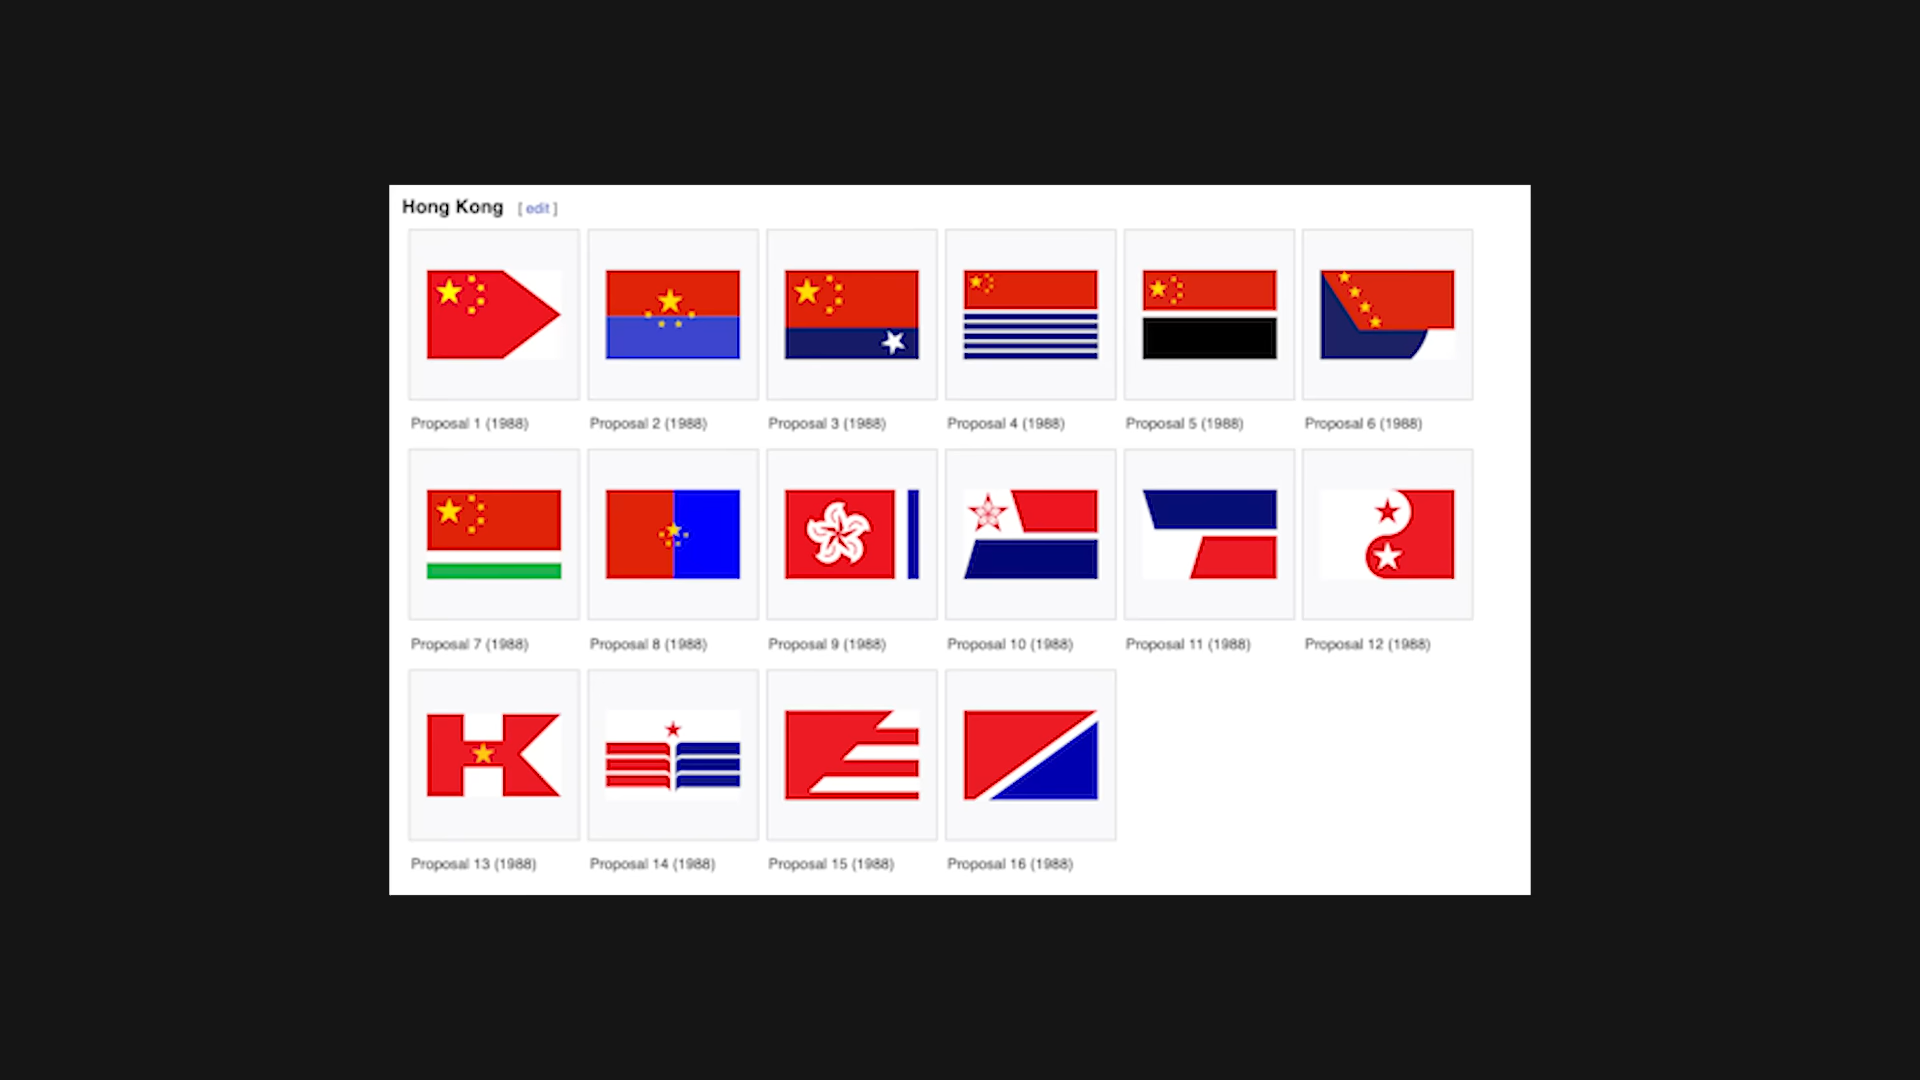 Hong Kong [ edit ]
Proposal 1 (1988) Proposal 2 (1988) Proposal 3 (1988) Proposal 4 (1988) Proposal 5 (1988) Proposal 6 (1988)
Proposal 7 (1988) Proposal 8 (1988) Proposal 9 (1988) Proposal 10 (1988) Proposal 11 (1988) Proposal 12 (1988)
Proposal 13 (1988) Proposal 14 (1988) Proposal 15 (1988) Proposal 16 (1988)